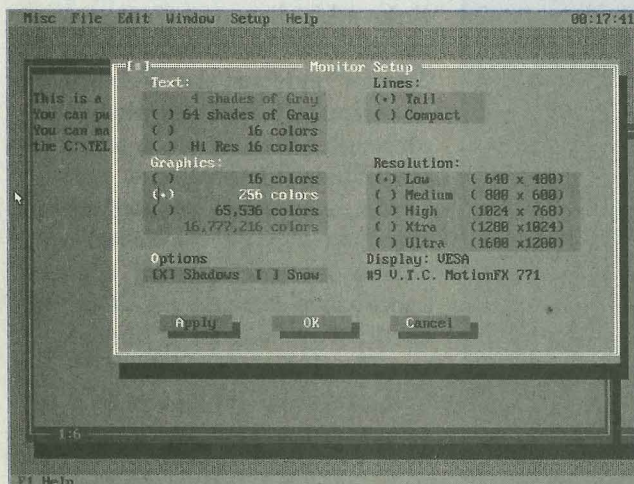 Misc File Edit Window Setup Help 00:17:41
Monitor Setup
Text:
4 shades of Gray
( ) 64 shades of Gray
( ) 16 colors
( ) Hi Res 16 colors
Lines:
(•) Tall
( ) Compact
Graphics:
( ) 16 colors
(•) 256 colors
( ) 65,536 colors
16,777,216 colors
Resolution:
(•) Low ( 640 x 480)
( ) Medium ( 800 x 600)
( ) High (1024 x 768)
( ) Xtra (1280 x1024)
( ) Ultra (1600 x1200)
Options
[X] Shadows [ ] Snow
Display: VESA
#9 V.T.C. MotionFX 771
Apply OK Cancel
This is a
You can pu
You can ma
the C:\TEL
1:6
F1 Help